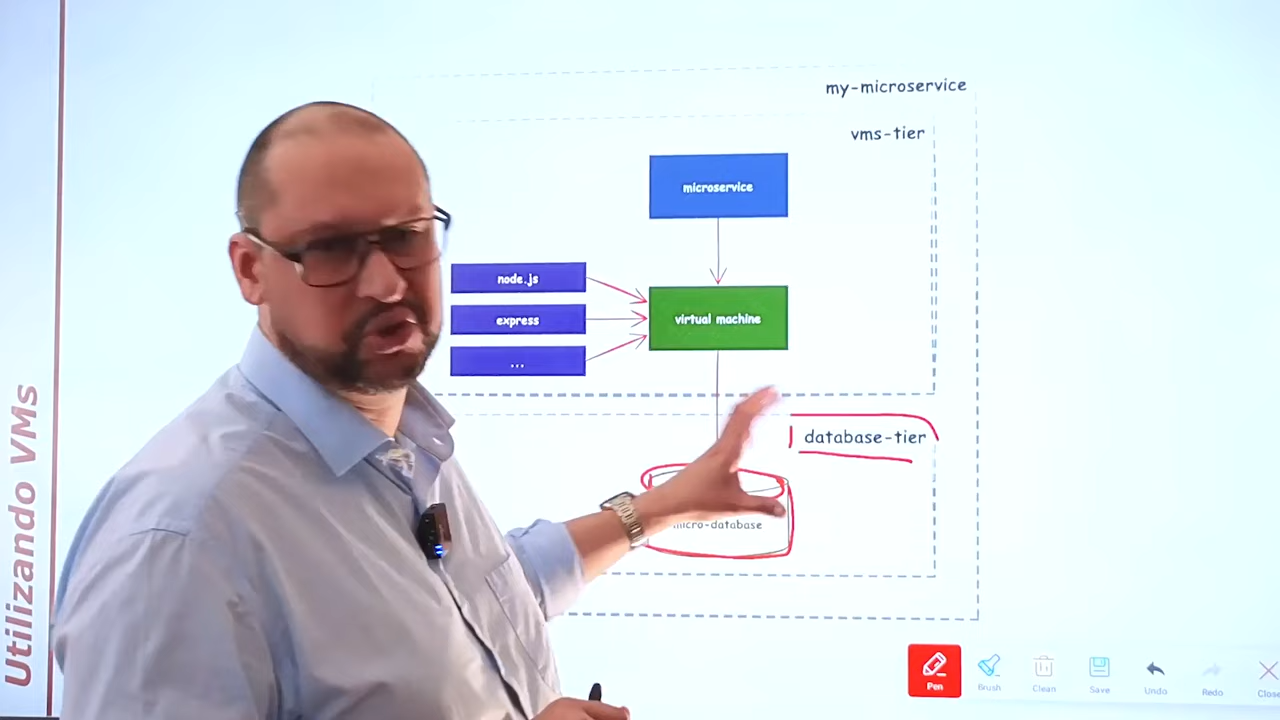 Utilizando VMs
my-microservice
vms-tier
microservice
node.js
express
...
virtual machine
database-tier
micro-database
Pen
Brush
Clean
Save
Undo
Redo
Close